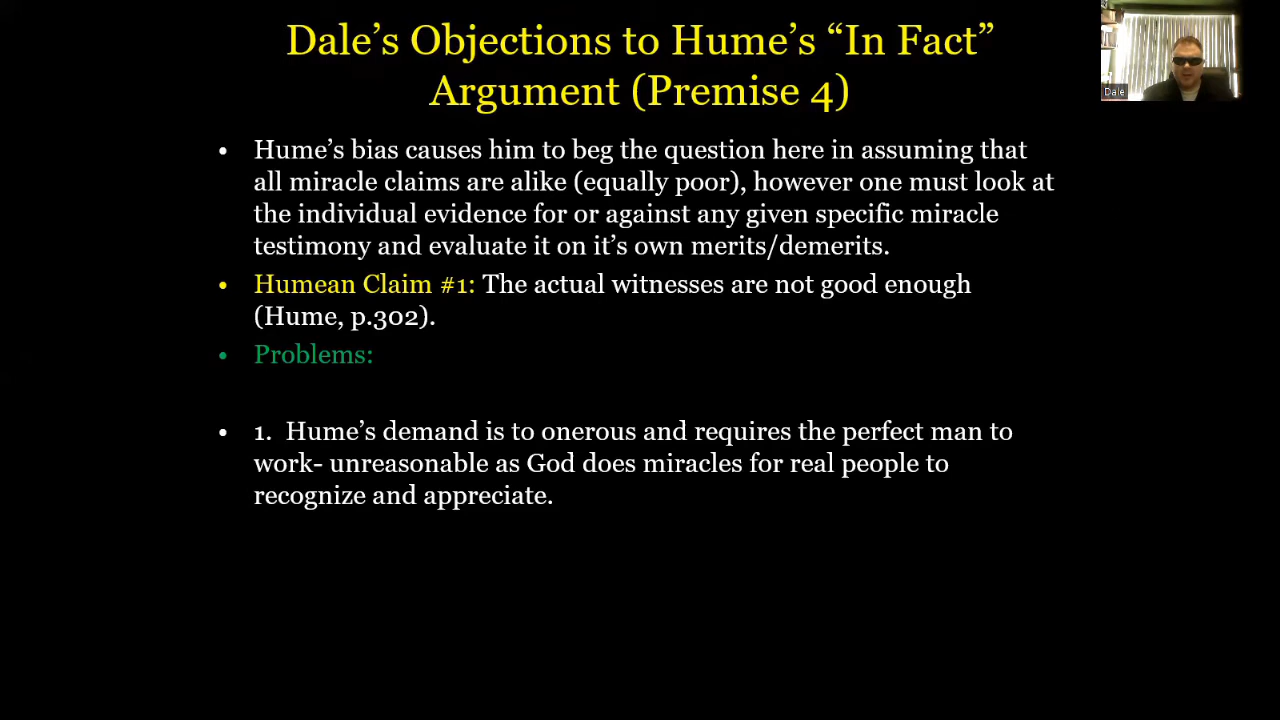 Dale’s Objections to Hume’s “In Fact”
Argument (Premise 4)
Dale
• Hume’s bias causes him to beg the question here in assuming that
all miracle claims are alike (equally poor), however one must look at
the individual evidence for or against any given specific miracle
testimony and evaluate it on it’s own merits/demerits.
• Humean Claim #1: The actual witnesses are not good enough
(Hume, p.302).
• Problems:
• 1. Hume’s demand is to onerous and requires the perfect man to
work- unreasonable as God does miracles for real people to
recognize and appreciate.